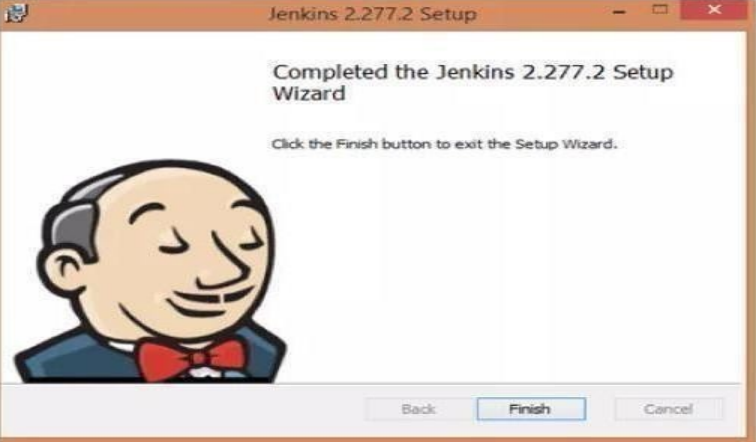 Jenkins 2.277.2 Setup
Completed the Jenkins 2.277.2 Setup
Wizard
Click the Finish button to exit the Setup Wizard.
Back
Finish
Cancel